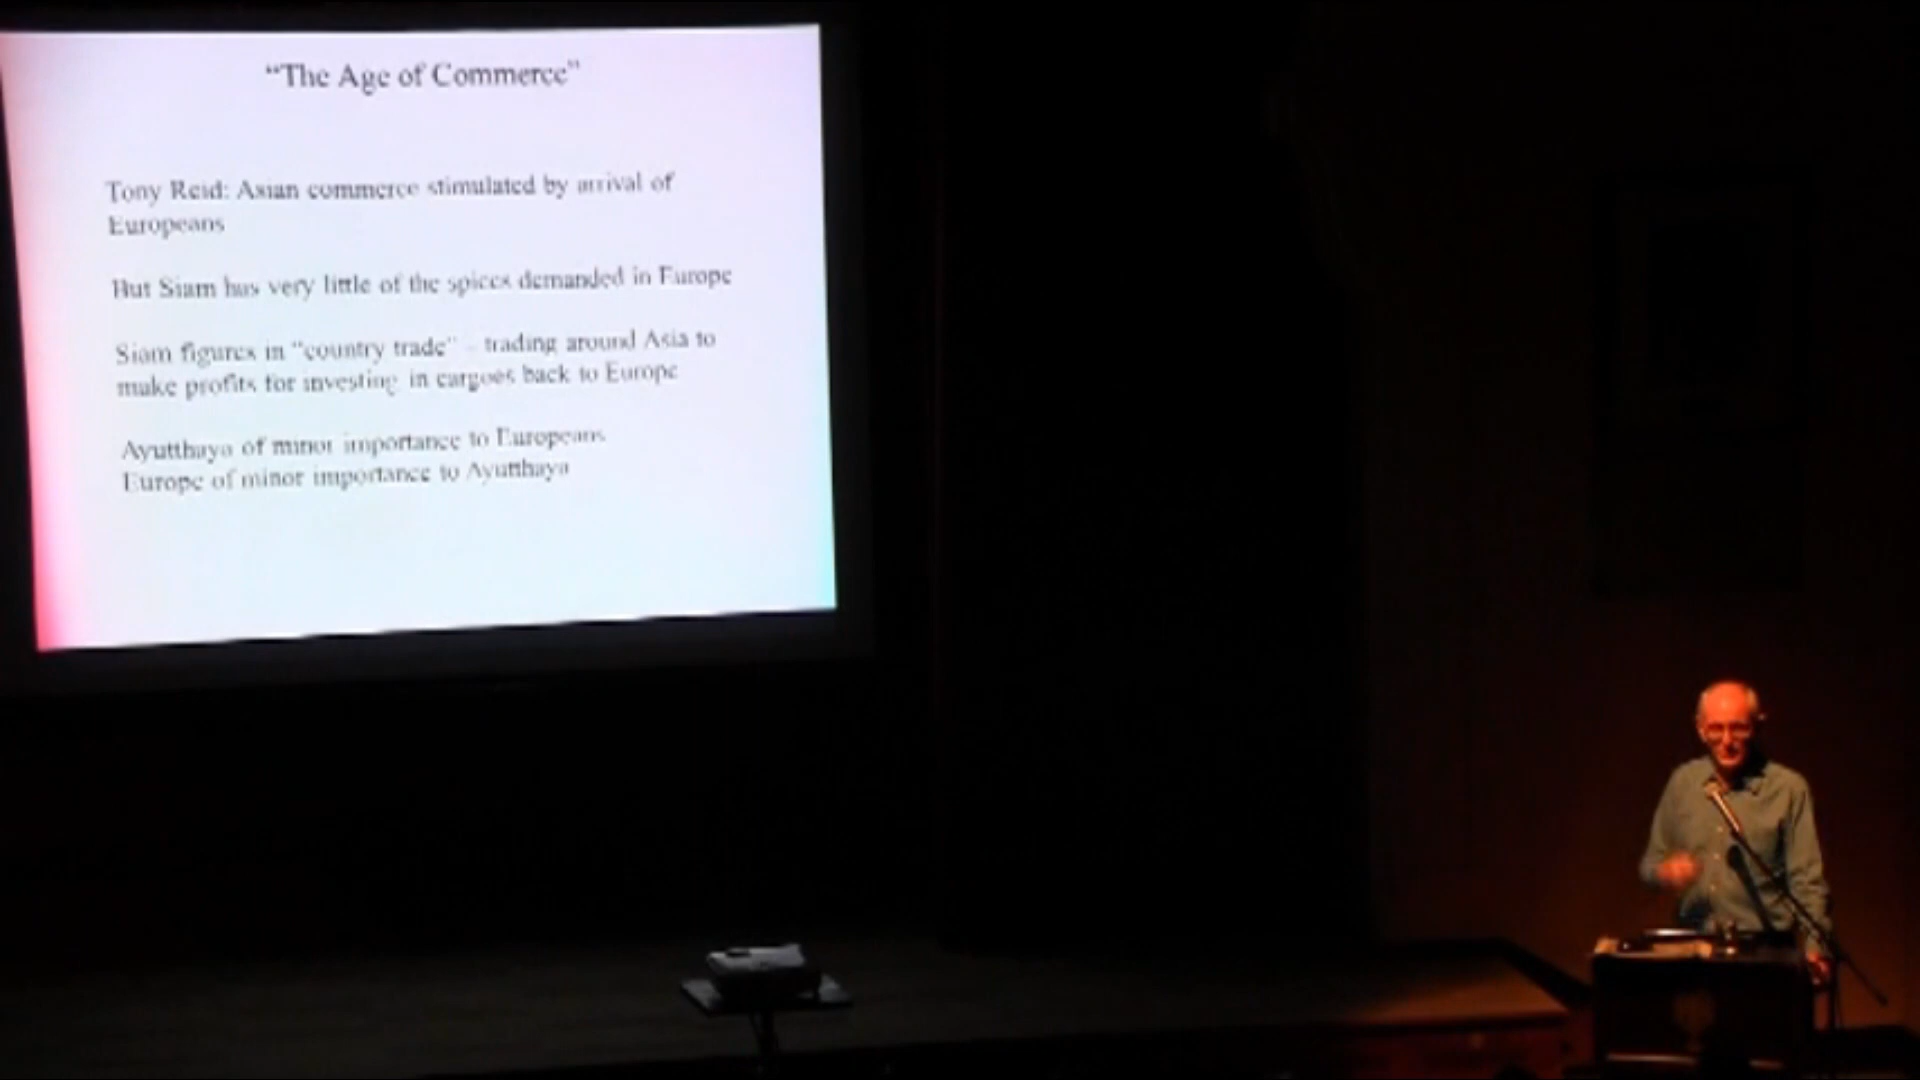 “The Age of Commerce”
Tony Reid: Asian commerce stimulated by arrival of
Europeans
But Siam has very little of the spices demanded in Europe
Siam figures in “country trade” – trading around Asia to
make profits for investing in cargoes back to Europe
Ayutthaya of minor importance to Europeans
Europe of minor importance to Ayutthaya